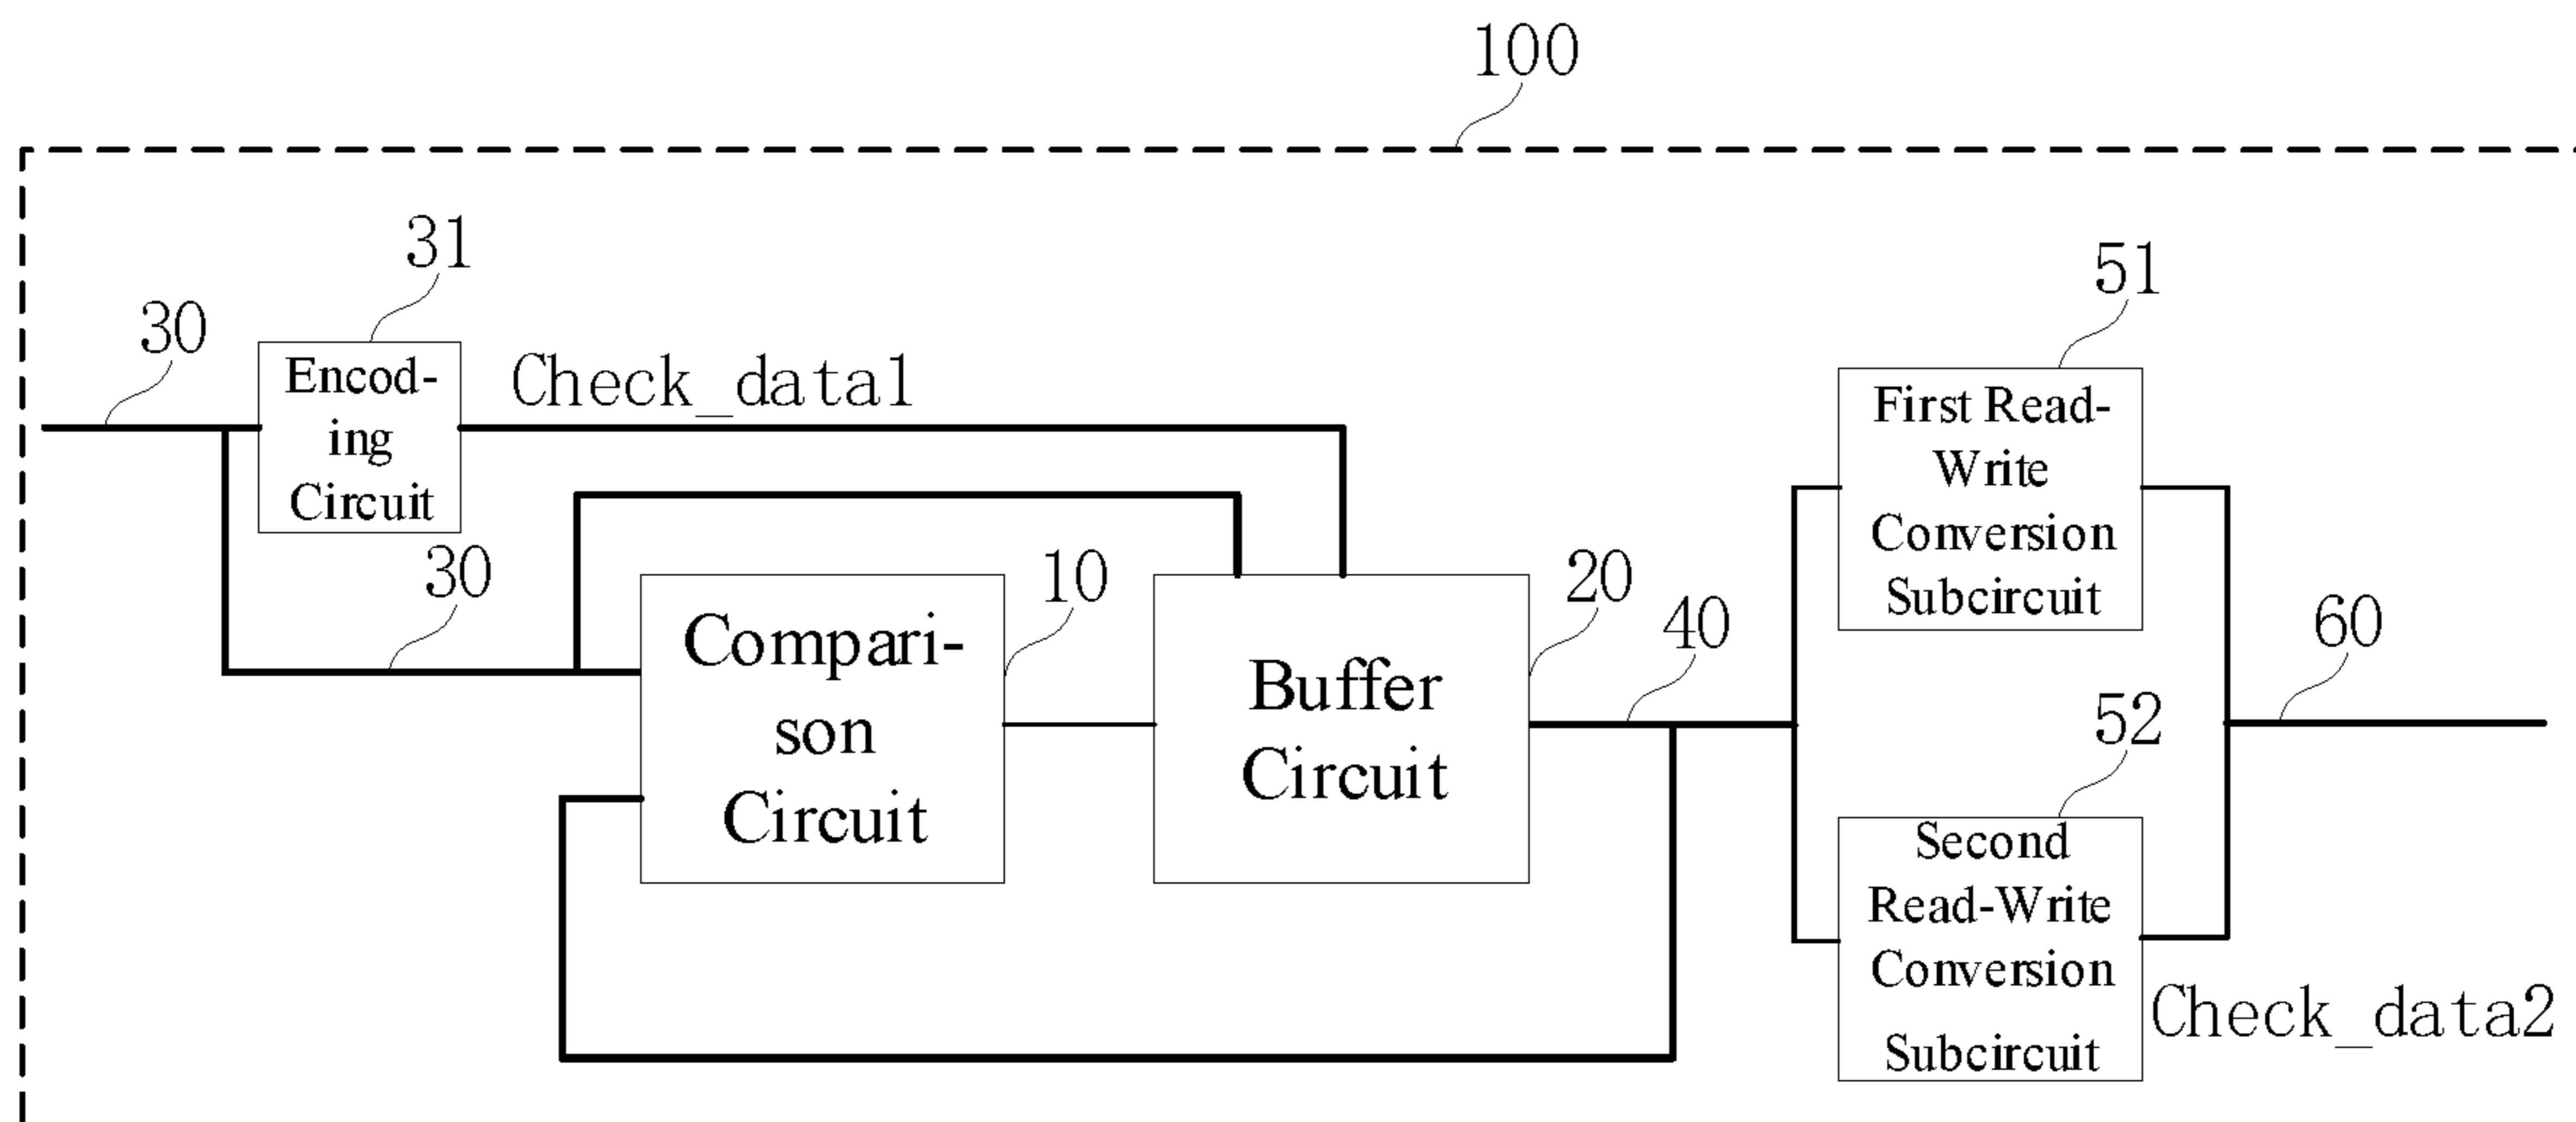 100
31
30
Encod-
ing
Circuit
Check_data1
51
First Read-
Write
Conversion
Subcircuit
30
10
20
40
60
Compari-
son
Circuit
Buffer
Circuit
52
Second
Read-Write
Conversion
Subcircuit
Check_data2